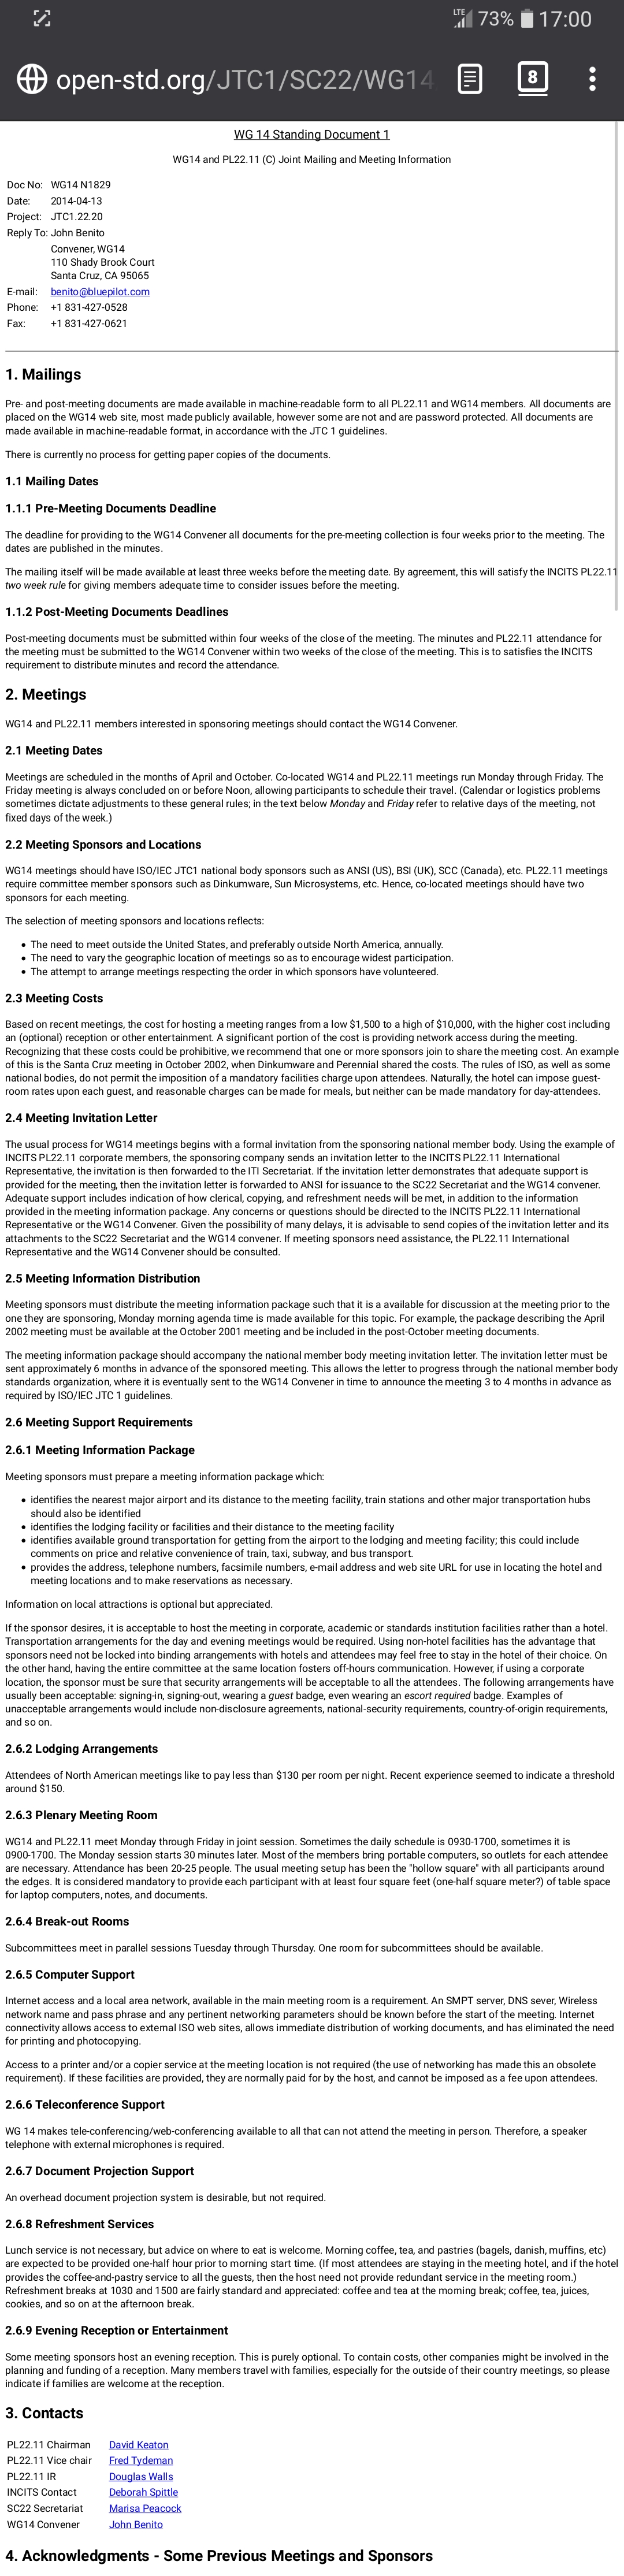 LTE 73% 17:00
open-std.org/JTC1/SC22/WG14
8
WG 14 Standing Document 1
WG14 and PL22.11 (C) Joint Mailing and Meeting Information
Doc No: WG14 N1829
Date: 2014-04-13
Project: JTC1.22.20
Reply To: John Benito
Convener, WG14
110 Shady Brook Court
Santa Cruz, CA 95065
E-mail: benito@bluepilot.com
Phone: +1 831-427-0528
Fax: +1 831-427-0621
1. Mailings
Pre- and post-meeting documents are made available in machine-readable form to all PL22.11 and WG14 members. All documents are
placed on the WG14 web site, most made publicly available, however some are not and are password protected. All documents are
made available in machine-readable format, in accordance with the JTC 1 guidelines.
There is currently no process for getting paper copies of the documents.
1.1 Mailing Dates
1.1.1 Pre-Meeting Documents Deadline
The deadline for providing to the WG14 Convener all documents for the pre-meeting collection is four weeks prior to the meeting. The
dates are published in the minutes.
The mailing itself will be made available at least three weeks before the meeting date. By agreement, this will satisfy the INCITS PL22.11
two week rule for giving members adequate time to consider issues before the meeting.
1.1.2 Post-Meeting Documents Deadlines
Post-meeting documents must be submitted within four weeks of the close of the meeting. The minutes and PL22.11 attendance for
the meeting must be submitted to the WG14 Convener within two weeks of the close of the meeting. This is to satisfies the INCITS
requirement to distribute minutes and record the attendance.
2. Meetings
WG14 and PL22.11 members interested in sponsoring meetings should contact the WG14 Convener.
2.1 Meeting Dates
Meetings are scheduled in the months of April and October. Co-located WG14 and PL22.11 meetings run Monday through Friday. The
Friday meeting is always concluded on or before Noon, allowing participants to schedule their travel. (Calendar or logistics problems
sometimes dictate adjustments to these general rules; in the text below Monday and Friday refer to relative days of the meeting, not
fixed days of the week.)
2.2 Meeting Sponsors and Locations
WG14 meetings should have ISO/IEC JTC1 national body sponsors such as ANSI (US), BSI (UK), SCC (Canada), etc. PL22.11 meetings
require committee member sponsors such as Dinkumware, Sun Microsystems, etc. Hence, co-located meetings should have two
sponsors for each meeting.
The selection of meeting sponsors and locations reflects:
• The need to meet outside the United States, and preferably outside North America, annually.
• The need to vary the geographic location of meetings so as to encourage widest participation.
• The attempt to arrange meetings respecting the order in which sponsors have volunteered.
2.3 Meeting Costs
Based on recent meetings, the cost for hosting a meeting ranges from a low $1,500 to a high of $10,000, with the higher cost including
an (optional) reception or other entertainment. A significant portion of the cost is providing network access during the meeting.
Recognizing that these costs could be prohibitive, we recommend that one or more sponsors join to share the meeting cost. An example
of this is the Santa Cruz meeting in October 2002, when Dinkumware and Perennial shared the costs. The rules of ISO, as well as some
national bodies, do not permit the imposition of a mandatory facilities charge upon attendees. Naturally, the hotel can impose guest-
room rates upon each guest, and reasonable charges can be made for meals, but neither can be made mandatory for day-attendees.
2.4 Meeting Invitation Letter
The usual process for WG14 meetings begins with a formal invitation from the sponsoring national member body. Using the example of
INCITS PL22.11 corporate members, the sponsoring company sends an invitation letter to the INCITS PL22.11 International
Representative, the invitation is then forwarded to the ITI Secretariat. If the invitation letter demonstrates that adequate support is
provided for the meeting, then the invitation letter is forwarded to ANSI for issuance to the SC22 Secretariat and the WG14 convener.
Adequate support includes indication of how clerical, copying, and refreshment needs will be met, in addition to the information
provided in the meeting information package. Any concerns or questions should be directed to the INCITS PL22.11 International
Representative or the WG14 Convener. Given the possibility of many delays, it is advisable to send copies of the invitation letter and its
attachments to the SC22 Secretariat and the WG14 convener. If meeting sponsors need assistance, the PL22.11 International
Representative and the WG14 Convener should be consulted.
2.5 Meeting Information Distribution
Meeting sponsors must distribute the meeting information package such that it is a available for discussion at the meeting prior to the
one they are sponsoring, Monday morning agenda time is made available for this topic. For example, the package describing the April
2002 meeting must be available at the October 2001 meeting and be included in the post-October meeting documents.
The meeting information package should accompany the national member body meeting invitation letter. The invitation letter must be
sent approximately 6 months in advance of the sponsored meeting. This allows the letter to progress through the national member body
standards organization, where it is eventually sent to the WG14 Convener in time to announce the meeting 3 to 4 months in advance as
required by ISO/IEC JTC 1 guidelines.
2.6 Meeting Support Requirements
2.6.1 Meeting Information Package
Meeting sponsors must prepare a meeting information package which:
• identifies the nearest major airport and its distance to the meeting facility, train stations and other major transportation hubs
should also be identified
• identifies the lodging facility or facilities and their distance to the meeting facility
• identifies available ground transportation for getting from the airport to the lodging and meeting facility; this could include
comments on price and relative convenience of train, taxi, subway, and bus transport.
• provides the address, telephone numbers, facsimile numbers, e-mail address and web site URL for use in locating the hotel and
meeting locations and to make reservations as necessary.
Information on local attractions is optional but appreciated.
If the sponsor desires, it is acceptable to host the meeting in corporate, academic or standards institution facilities rather than a hotel.
Transportation arrangements for the day and evening meetings would be required. Using non-hotel facilities has the advantage that
sponsors need not be locked into binding arrangements with hotels and attendees may feel free to stay in the hotel of their choice. On
the other hand, having the entire committee at the same location fosters off-hours communication. However, if using a corporate
location, the sponsor must be sure that security arrangements will be acceptable to all the attendees. The following arrangements have
usually been acceptable: signing-in, signing-out, wearing a guest badge, even wearing an escort required badge. Examples of
unacceptable arrangements would include non-disclosure agreements, national-security requirements, country-of-origin requirements,
and so on.
2.6.2 Lodging Arrangements
Attendees of North American meetings like to pay less than $130 per room per night. Recent experience seemed to indicate a threshold
around $150.
2.6.3 Plenary Meeting Room
WG14 and PL22.11 meet Monday through Friday in joint session. Sometimes the daily schedule is 0930-1700, sometimes it is
0900-1700. The Monday session starts 30 minutes later. Most of the members bring portable computers, so outlets for each attendee
are necessary. Attendance has been 20-25 people. The usual meeting setup has been the "hollow square" with all participants around
the edges. It is considered mandatory to provide each participant with at least four square feet (one-half square meter?) of table space
for laptop computers, notes, and documents.
2.6.4 Break-out Rooms
Subcommittees meet in parallel sessions Tuesday through Thursday. One room for subcommittees should be available.
2.6.5 Computer Support
Internet access and a local area network, available in the main meeting room is a requirement. An SMPT server, DNS sever, Wireless
network name and pass phrase and any pertinent networking parameters should be known before the start of the meeting. Internet
connectivity allows access to external ISO web sites, allows immediate distribution of working documents, and has eliminated the need
for printing and photocopying.
Access to a printer and/or a copier service at the meeting location is not required (the use of networking has made this an obsolete
requirement). If these facilities are provided, they are normally paid for by the host, and cannot be imposed as a fee upon attendees.
2.6.6 Teleconference Support
WG 14 makes tele-conferencing/web-conferencing available to all that can not attend the meeting in person. Therefore, a speaker
telephone with external microphones is required.
2.6.7 Document Projection Support
An overhead document projection system is desirable, but not required.
2.6.8 Refreshment Services
Lunch service is not necessary, but advice on where to eat is welcome. Morning coffee, tea, and pastries (bagels, danish, muffins, etc)
are expected to be provided one-half hour prior to morning start time. (If most attendees are staying in the meeting hotel, and if the hotel
provides the coffee-and-pastry service to all the guests, then the host need not provide redundant service in the meeting room.)
Refreshment breaks at 1030 and 1500 are fairly standard and appreciated: coffee and tea at the morning break; coffee, tea, juices,
cookies, and so on at the afternoon break.
2.6.9 Evening Reception or Entertainment
Some meeting sponsors host an evening reception. This is purely optional. To contain costs, other companies might be involved in the
planning and funding of a reception. Many members travel with families, especially for the outside of their country meetings, so please
indicate if families are welcome at the reception.
3. Contacts
PL22.11 Chairman David Keaton
PL22.11 Vice chair Fred Tydeman
PL22.11 IR Douglas Walls
INCITS Contact Deborah Spittle
SC22 Secretariat Marisa Peacock
WG14 Convener John Benito
4. Acknowledgments - Some Previous Meetings and Sponsors